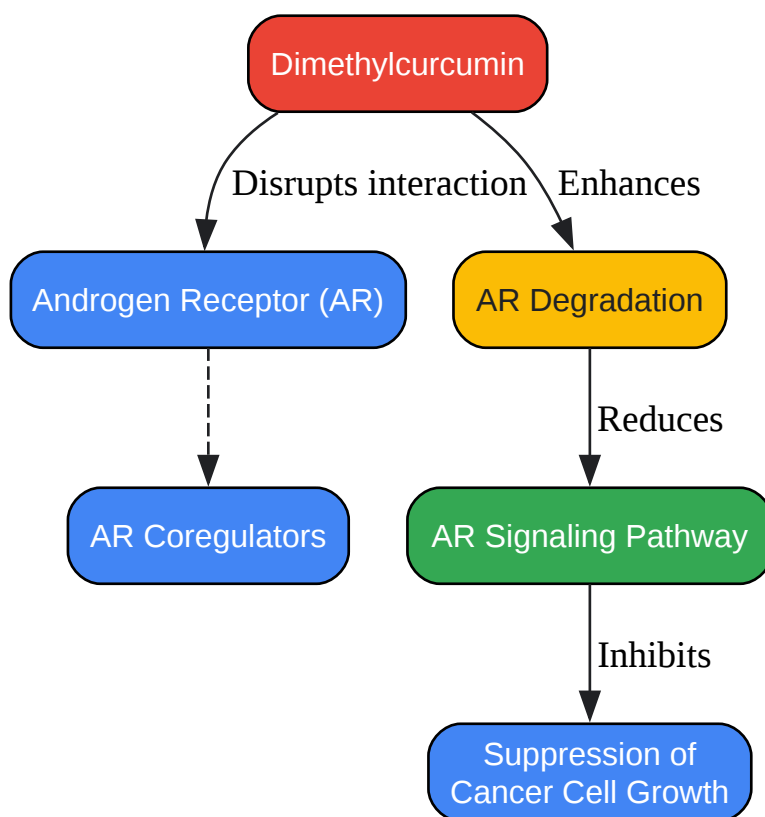 Dimethylcurcumin
Disrupts interaction
Enhances
Androgen Receptor (AR)
AR Degradation
Reduces
AR Coregulators
AR Signaling Pathway
Inhibits
Suppression of
Cancer Cell Growth